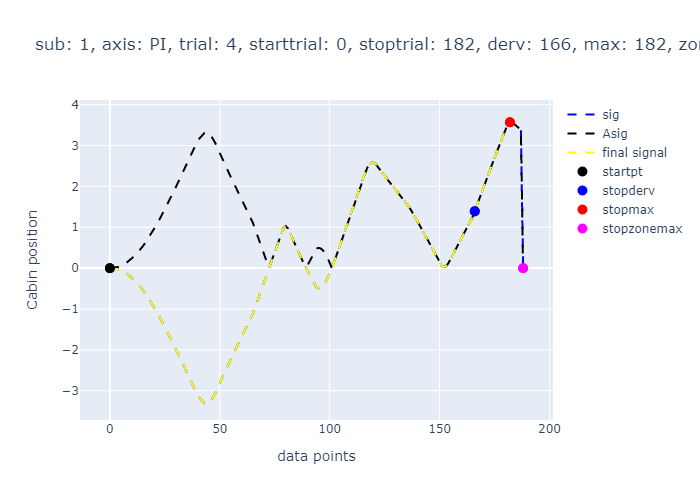 sub: 1, axis: PI, trial: 4, starttrial: 0, stoptrial: 182, derv: 166, max: 182, zo
4
3
2
1
0
−1
−2
−3
Cabin position
0
50
100
150
200
data points
sig
Asig
final signal
startpt
stopderv
stopmax
stopzonemax